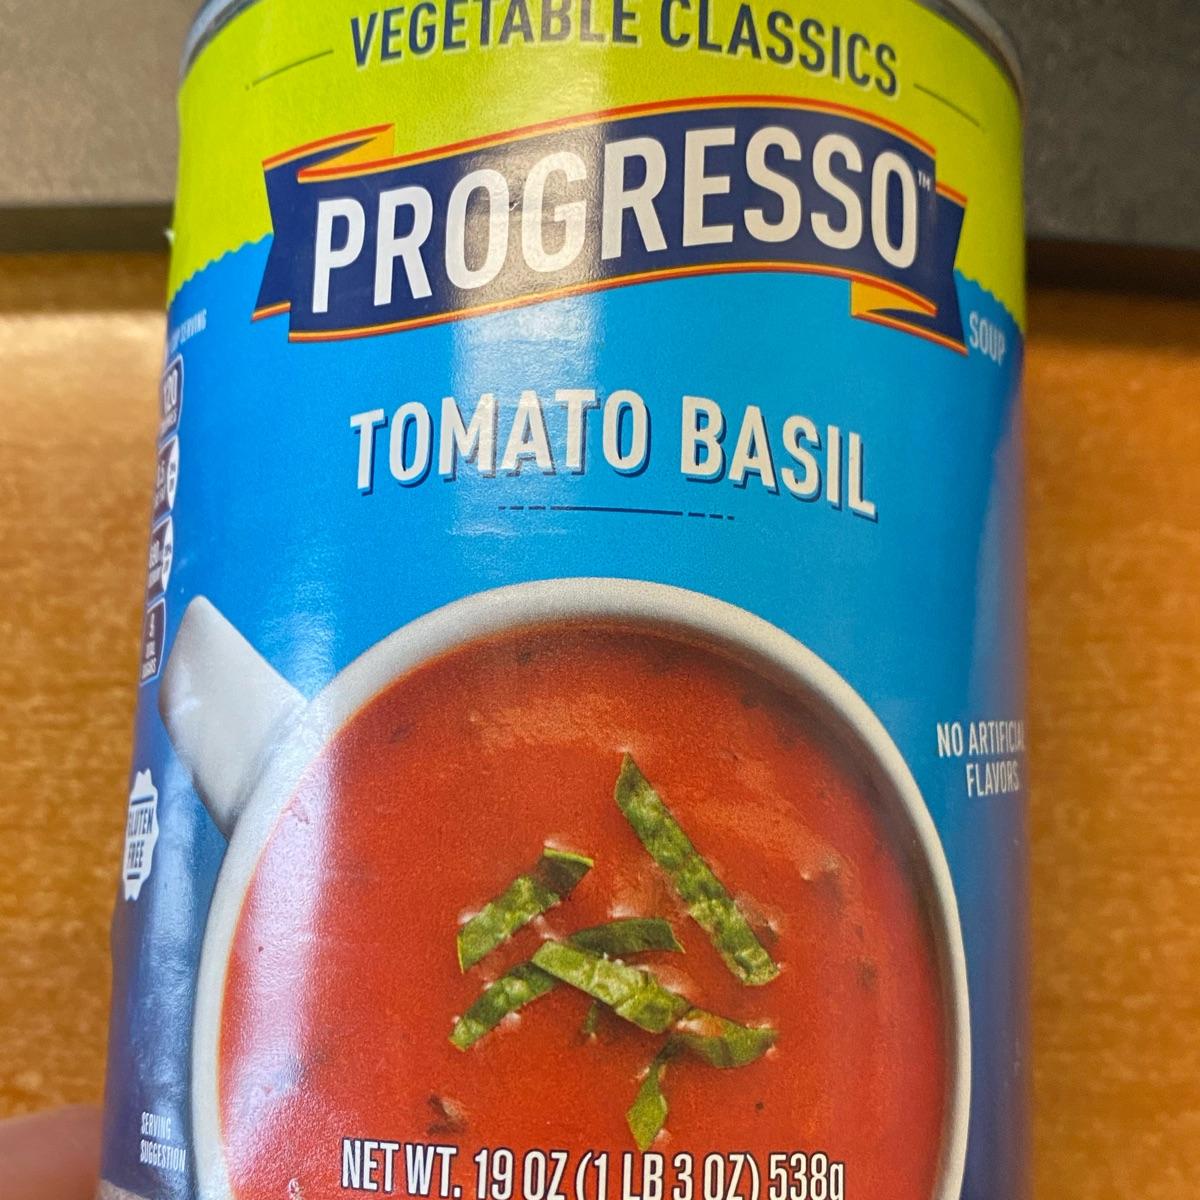 VEGETABLE CLASSICS
PROGRESSO™
SOUP
SERVING
TOMATO BASIL
NO ARTIFICIAL
FLAVORS
GLUTEN
FREE
SERVING
SUGGESTION
NET WT. 19 OZ (1 LB 3 OZ) 538g